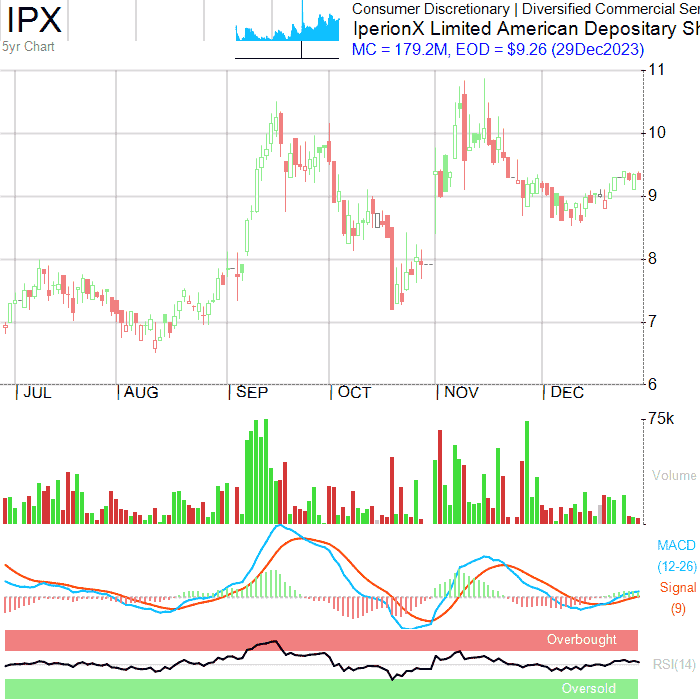 IPX
5yr Chart
Consumer Discretionary | Diversified Commercial Ser
IperionX Limited American Depositary Sh
MC = 179.2M, EOD = $9.26 (29Dec2023)
11
10
9
8
7
6
JUL AUG SEP OCT NOV DEC
75k
Volume
MACD
(12-26)
Signal
(9)
Overbought
RSI(14)
Oversold